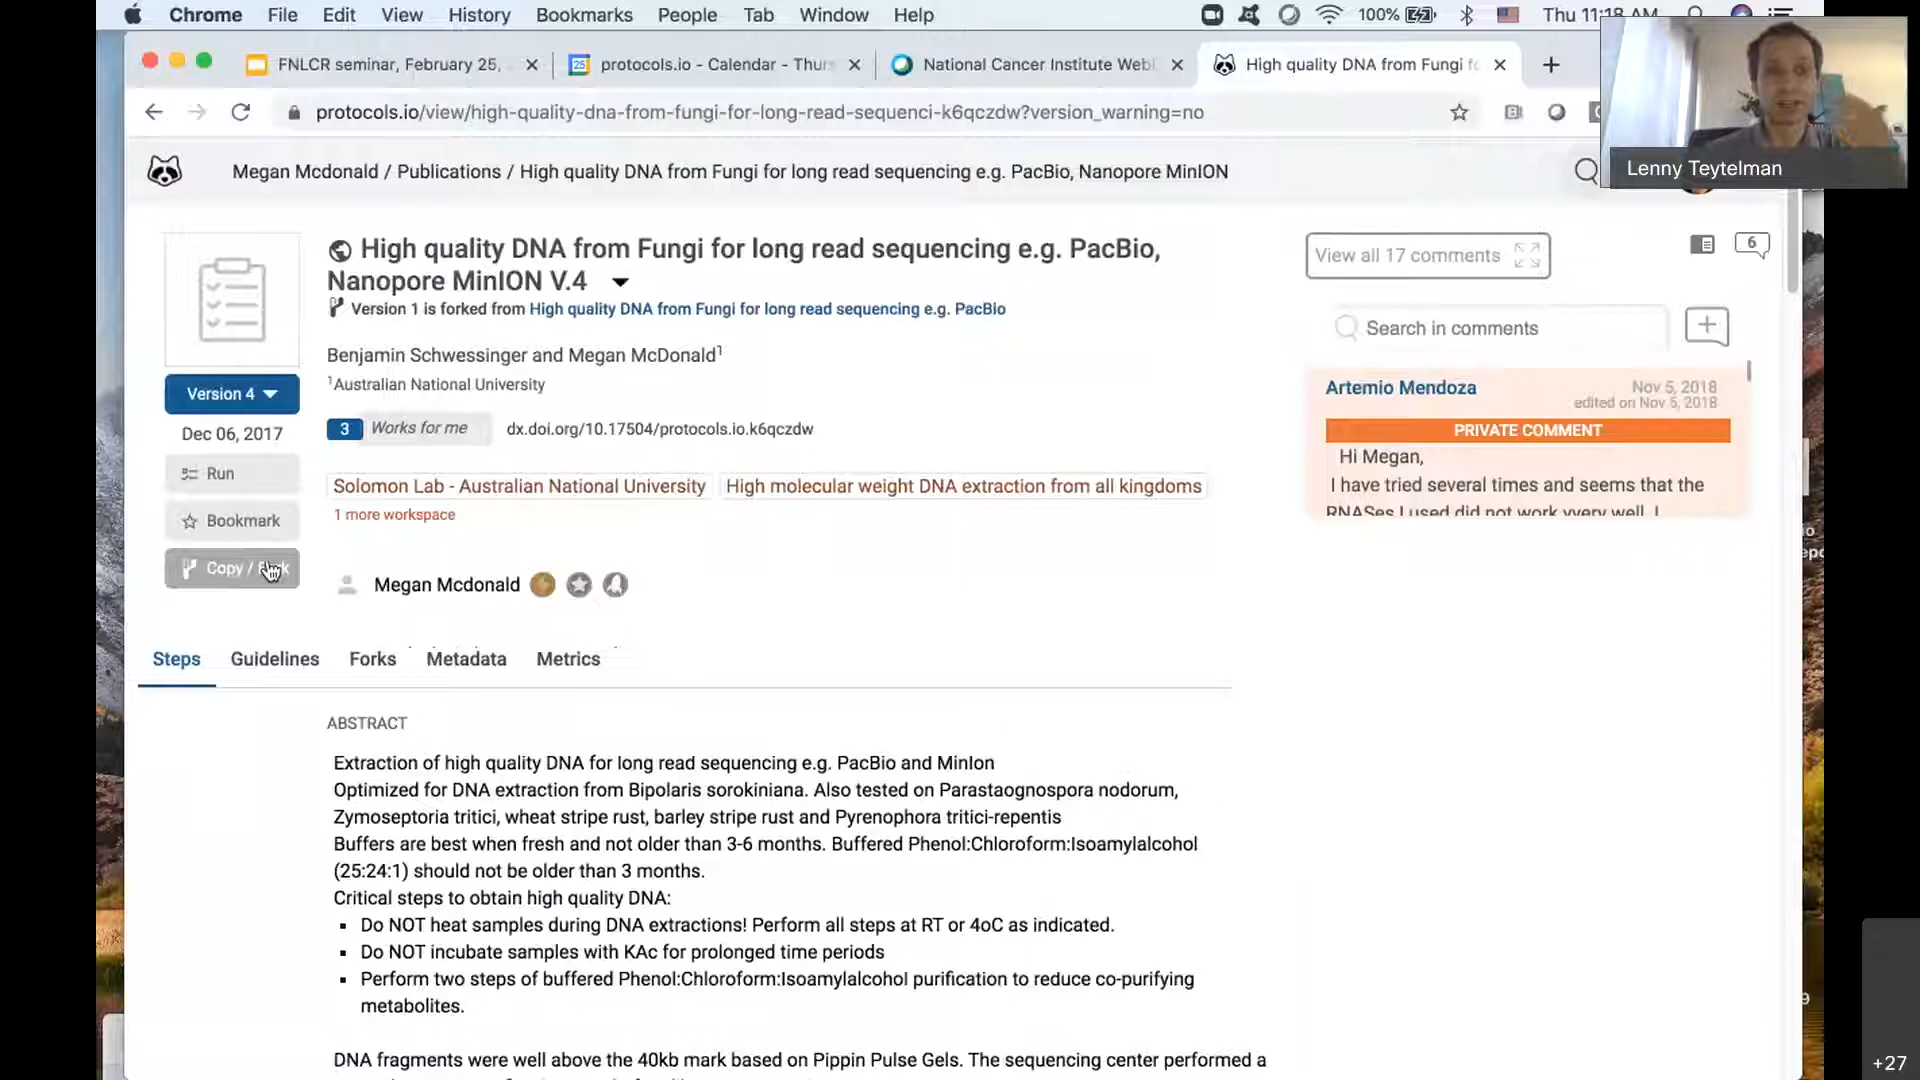 Chrome File Edit View History Bookmarks People Tab Window Help 100% Thu 11:18 AM
FNLCR seminar, February 25,
protocols.io - Calendar - Thurs
National Cancer Institute Web
High quality DNA from Fungi fo
protocols.io/view/high-quality-dna-from-fungi-for-long-read-sequenci-k6qczdw?version_warning=no
Lenny Teytelman
Megan Mcdonald / Publications / High quality DNA from Fungi for long read sequencing e.g. PacBio, Nanopore MinION
High quality DNA from Fungi for long read sequencing e.g. PacBio,
Nanopore MinION V.4
Version 1 is forked from High quality DNA from Fungi for long read sequencing e.g. PacBio
Benjamin Schwessinger and Megan McDonald1
1Australian National University
Version 4
Dec 06, 2017
3 Works for me dx.doi.org/10.17504/protocols.io.k6qczdw
Run
Bookmark
Copy /
Solomon Lab - Australian National University High molecular weight DNA extraction from all kingdoms
1 more workspace
Megan Mcdonald
View all 17 comments
6
Search in comments
Artemio Mendoza Nov 5, 2018
edited on Nov 5, 2018
PRIVATE COMMENT
Hi Megan,
I have tried several times and seems that the
RNASes I used did not work vvery well. I
Steps Guidelines Forks Metadata Metrics
ABSTRACT
Extraction of high quality DNA for long read sequencing e.g. PacBio and MinIon
Optimized for DNA extraction from Bipolaris sorokiniana. Also tested on Parastaognospora nodorum,
Zymoseptoria tritici, wheat stripe rust, barley stripe rust and Pyrenophora tritici-repentis
Buffers are best when fresh and not older than 3-6 months. Buffered Phenol:Chloroform:Isoamylalcohol
(25:24:1) should not be older than 3 months.
Critical steps to obtain high quality DNA:
▪ Do NOT heat samples during DNA extractions! Perform all steps at RT or 4oC as indicated.
▪ Do NOT incubate samples with KAc for prolonged time periods
▪ Perform two steps of buffered Phenol:Chloroform:Isoamylalcohol purification to reduce co-purifying
metabolites.
DNA fragments were well above the 40kb mark based on Pippin Pulse Gels. The sequencing center performed a
+27